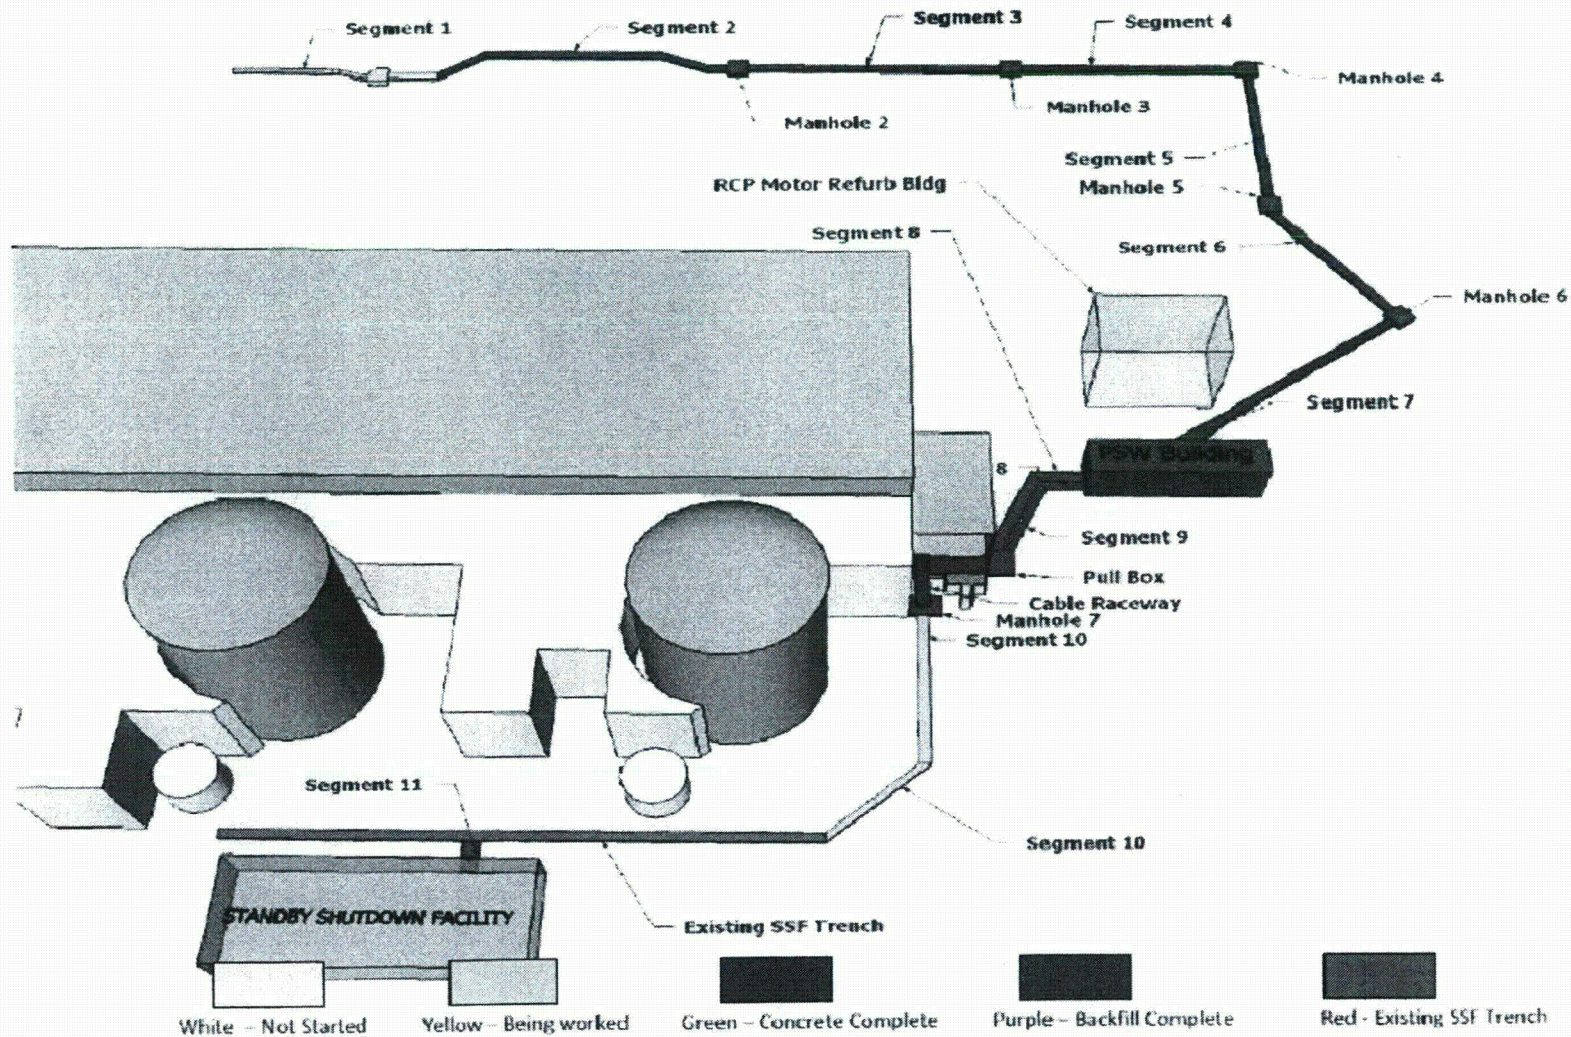 Segment 1
Segment 2
Segment 3
Segment 4
Manhole 4
Manhole 3
Manhole 2
Segment 5
RCP Motor Refurb Bldg
Manhole 5
Segment 8
Segment 6
Manhole 6
Segment 7
PSW Building
8
Segment 9
Pull Box
Cable Raceway
Manhole 7
Segment 10
7
Segment 11
Segment 10
STANDBY SHUTDOWN FACILITY
Existing SSF Trench
White - Not Started
Yellow - Being worked
Green - Concrete Complete
Purple - Backfill Complete
Red - Existing SSF Trench